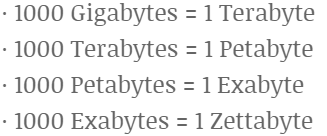 · 1000 Gigabytes = 1 Terabyte
· 1000 Terabytes = 1 Petabyte
· 1000 Petabytes = 1 Exabyte
· 1000 Exabytes = 1 Zettabyte